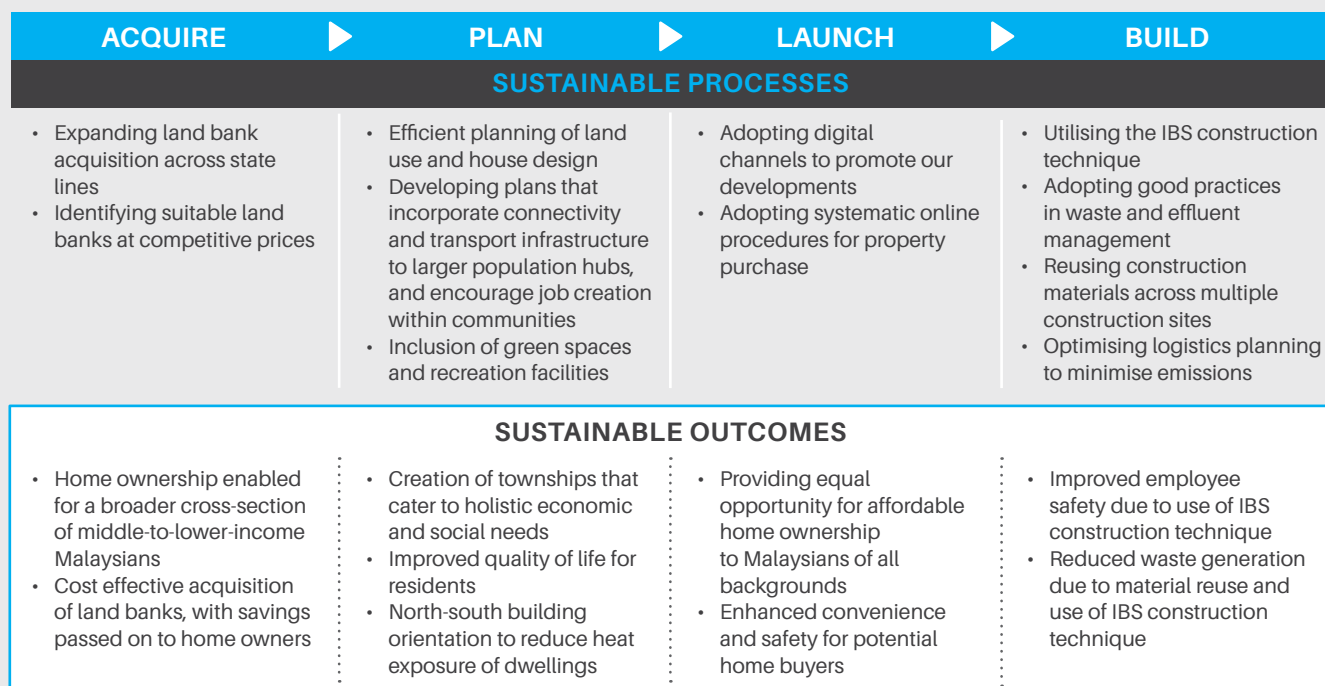 ACQUIRE
PLAN
LAUNCH
BUILD
SUSTAINABLE PROCESSES
• Expanding land bank
acquisition across state
lines
• Identifying suitable land
banks at competitive prices
• Efficient planning of land
use and house design
• Developing plans that
incorporate connectivity
and transport infrastructure
to larger population hubs,
and encourage job creation
within communities
• Inclusion of green spaces
and recreation facilities
• Adopting digital
channels to promote our
developments
• Adopting systematic online
procedures for property
purchase
• Utilising the IBS construction
technique
• Adopting good practices
in waste and effluent
management
• Reusing construction
materials across multiple
construction sites
• Optimising logistics planning
to minimise emissions
SUSTAINABLE OUTCOMES
• Home ownership enabled
for a broader cross-section
of middle-to-lower-income
Malaysians
• Cost effective acquisition
of land banks, with savings
passed on to home owners
• Creation of townships that
cater to holistic economic
and social needs
• Improved quality of life for
residents
• North-south building
orientation to reduce heat
exposure of dwellings
• Providing equal
opportunity for affordable
home ownership
to Malaysians of all
backgrounds
• Enhanced convenience
and safety for potential
home buyers
• Improved employee
safety due to use of IBS
construction technique
• Reduced waste generation
due to material reuse and
use of IBS construction
technique